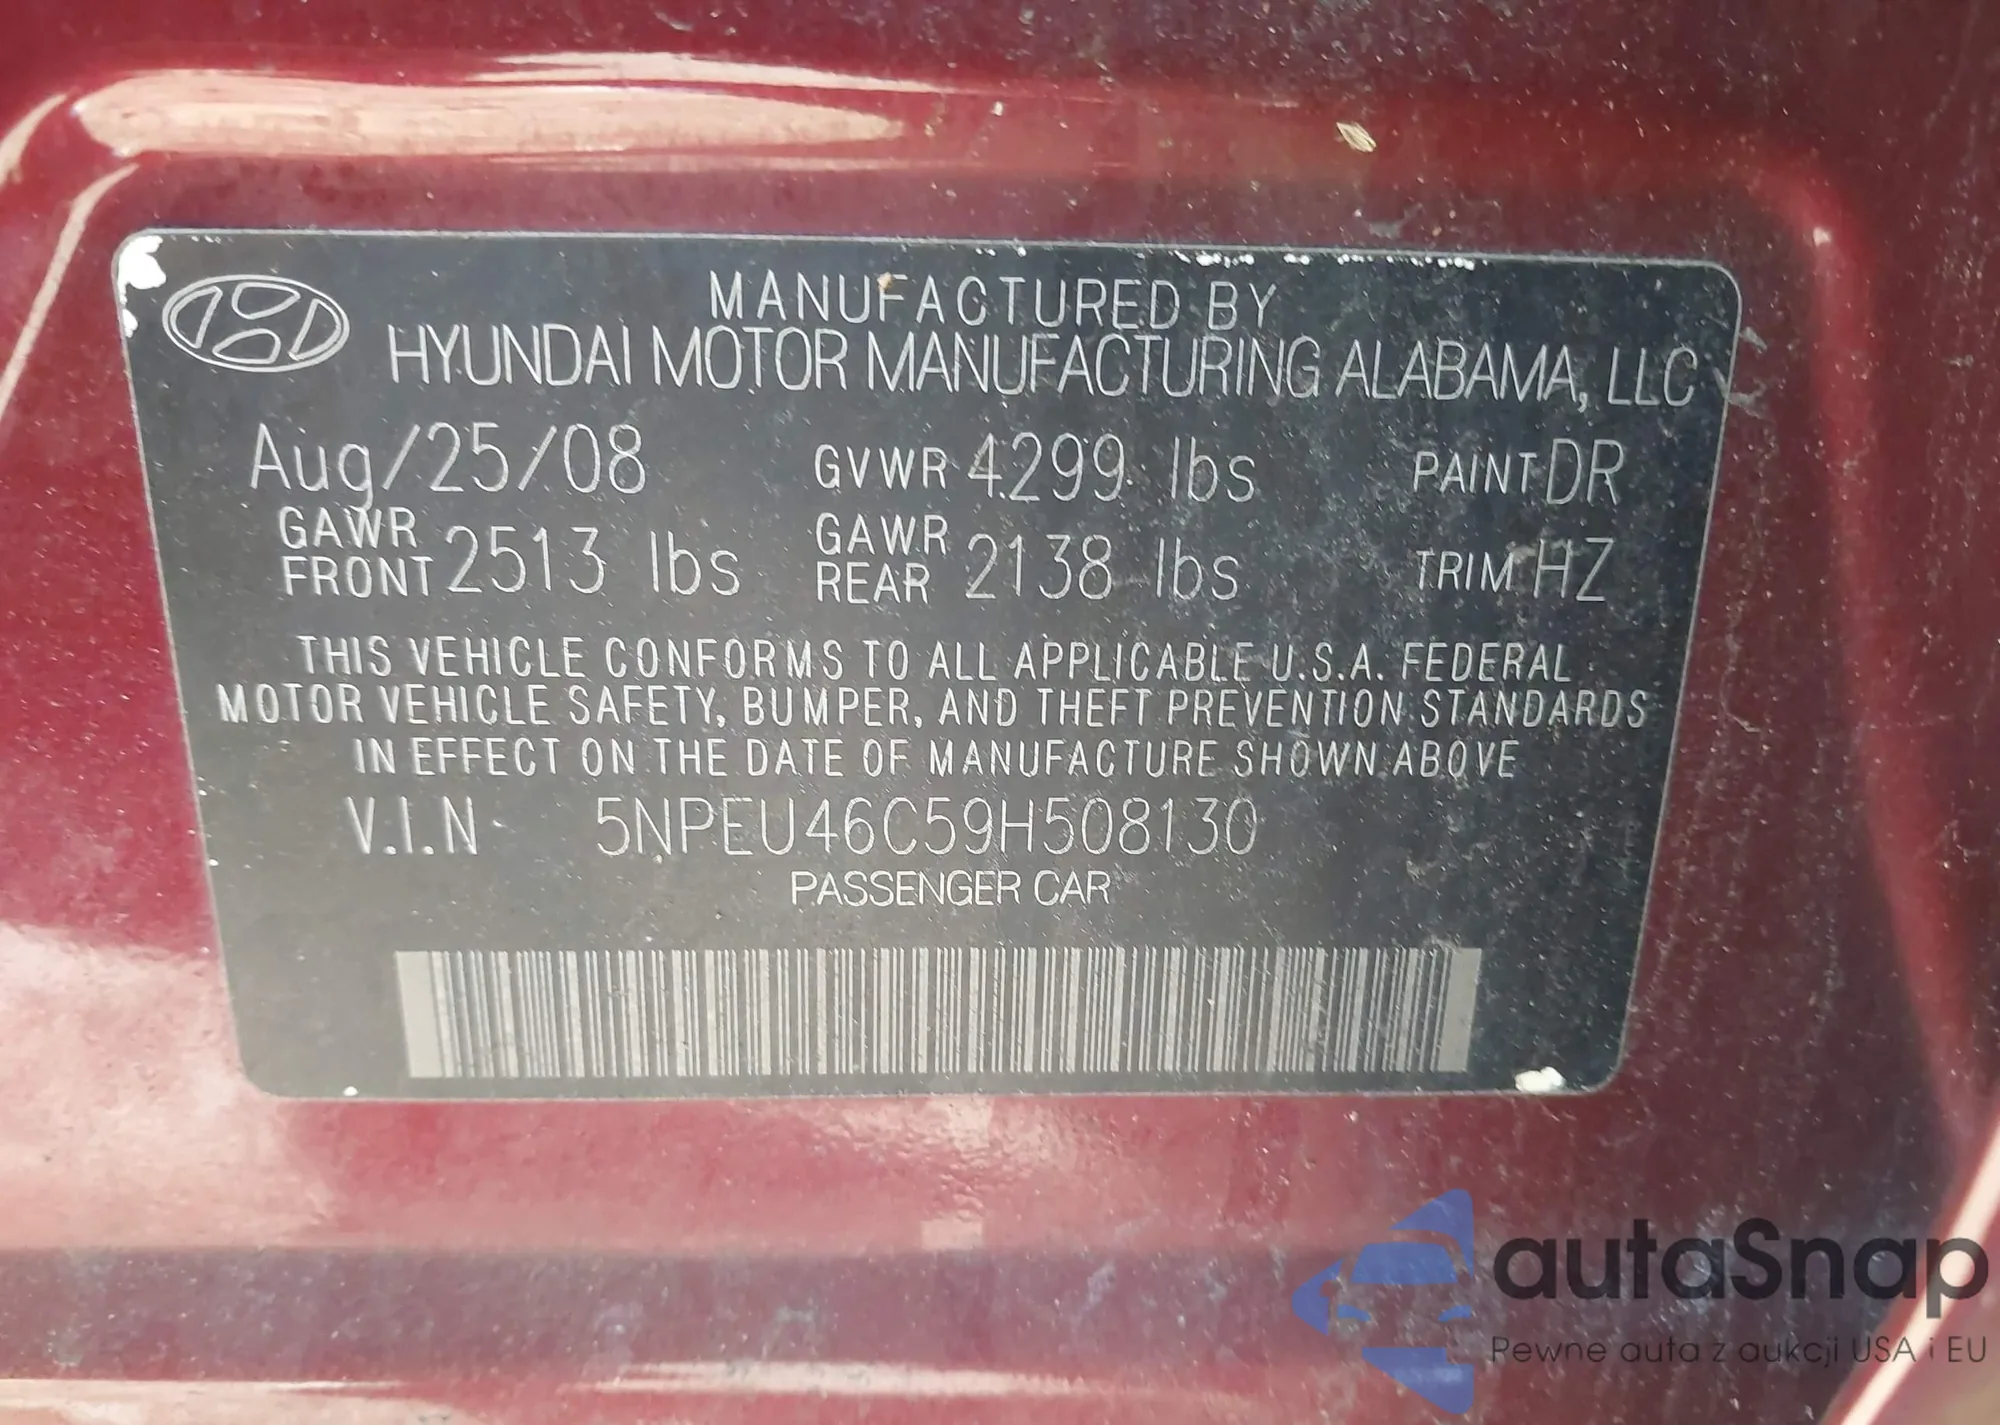 MANUFACTURED BY
HYUNDAI MOTOR MANUFACTURING ALABAMA, LLC
Aug/25/08 GVWR 4299 lbs PAINT DR
GAWR FRONT 2513 lbs GAWR REAR 2138 lbs TRIM HZ
THIS VEHICLE CONFORMS TO ALL APPLICABLE U.S.A. FEDERAL
MOTOR VEHICLE SAFETY, BUMPER, AND THEFT PREVENTION STANDARDS
IN EFFECT ON THE DATE OF MANUFACTURE SHOWN ABOVE
V.I.N 5NPEU46C59H508130
PASSENGER CAR
autaSnap
Pewne auta z aukcji USA i EU